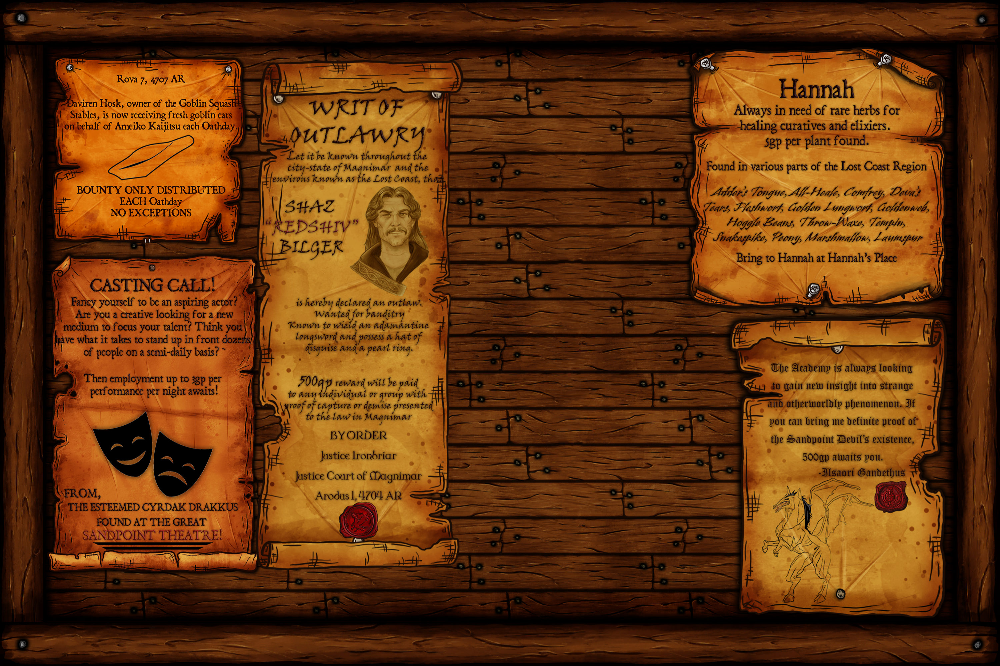 Rova 7, 4707 AR
Daviren Hosk, owner of the Goblin Squash
Stables, is now receiving fresh goblin ears
on behalf of Ameiko Kaijitsu each Oathday.
BOUNTY ONLY DISTRIBUTED
EACH Oathday
NO EXCEPTIONS
CASTING CALL!
Fancy yourself to be an aspiring actor?
Are you a creative looking for a new
medium to focus your talent? Think you
have what it takes to stand up in front dozens
of people on a semi-daily basis?
Then employment up to 3gp per
performance per night awaits!
FROM,
THE ESTEEMED CYRDAK DRAKKUS
FOUND AT THE GREAT
SANDPOINT THEATRE!
WRIT OF
OUTLAWRY
Let it be known throughout the
city-state of Magnimar and the
environs known as the Lost Coast, that
SHAZ
"REDSHIV"
BILGER
is hereby declared an outlaw.
Wanted for banditry
Known to wield an adamantine
longsword and possess a hat of
disguise and a pearl ring.
500gp reward will be paid
to any individual or group with
proof of capture or demise presented
to the law in Magnimar
BY ORDER
Justice Ironbriar
Justice Court of Magnimar
Arodus 1, 4704 AR
Hannah
Always in need of rare herbs for
healing curatives and elixiers.
5gp per plant found.
Found in various parts of the Lost Coast Region
Adder's Tongue, All-Heale, Comfrey, Deva's
Tears, Fleshwort, Golden Lungwort, Goldenweb,
Hoggle Beans, Throw-Waxe, Tempin,
Snakespike, Peony, Marshmallow, Laumspur
Bring to Hannah at Hannah's Place
The Academy is always looking
to gain new insight into strange
and otherworldly phenomenon. If
you can bring me definite proof of
the Sandpoint Devil's existence,
500gp awaits you.
-Ilsoari Gandethus